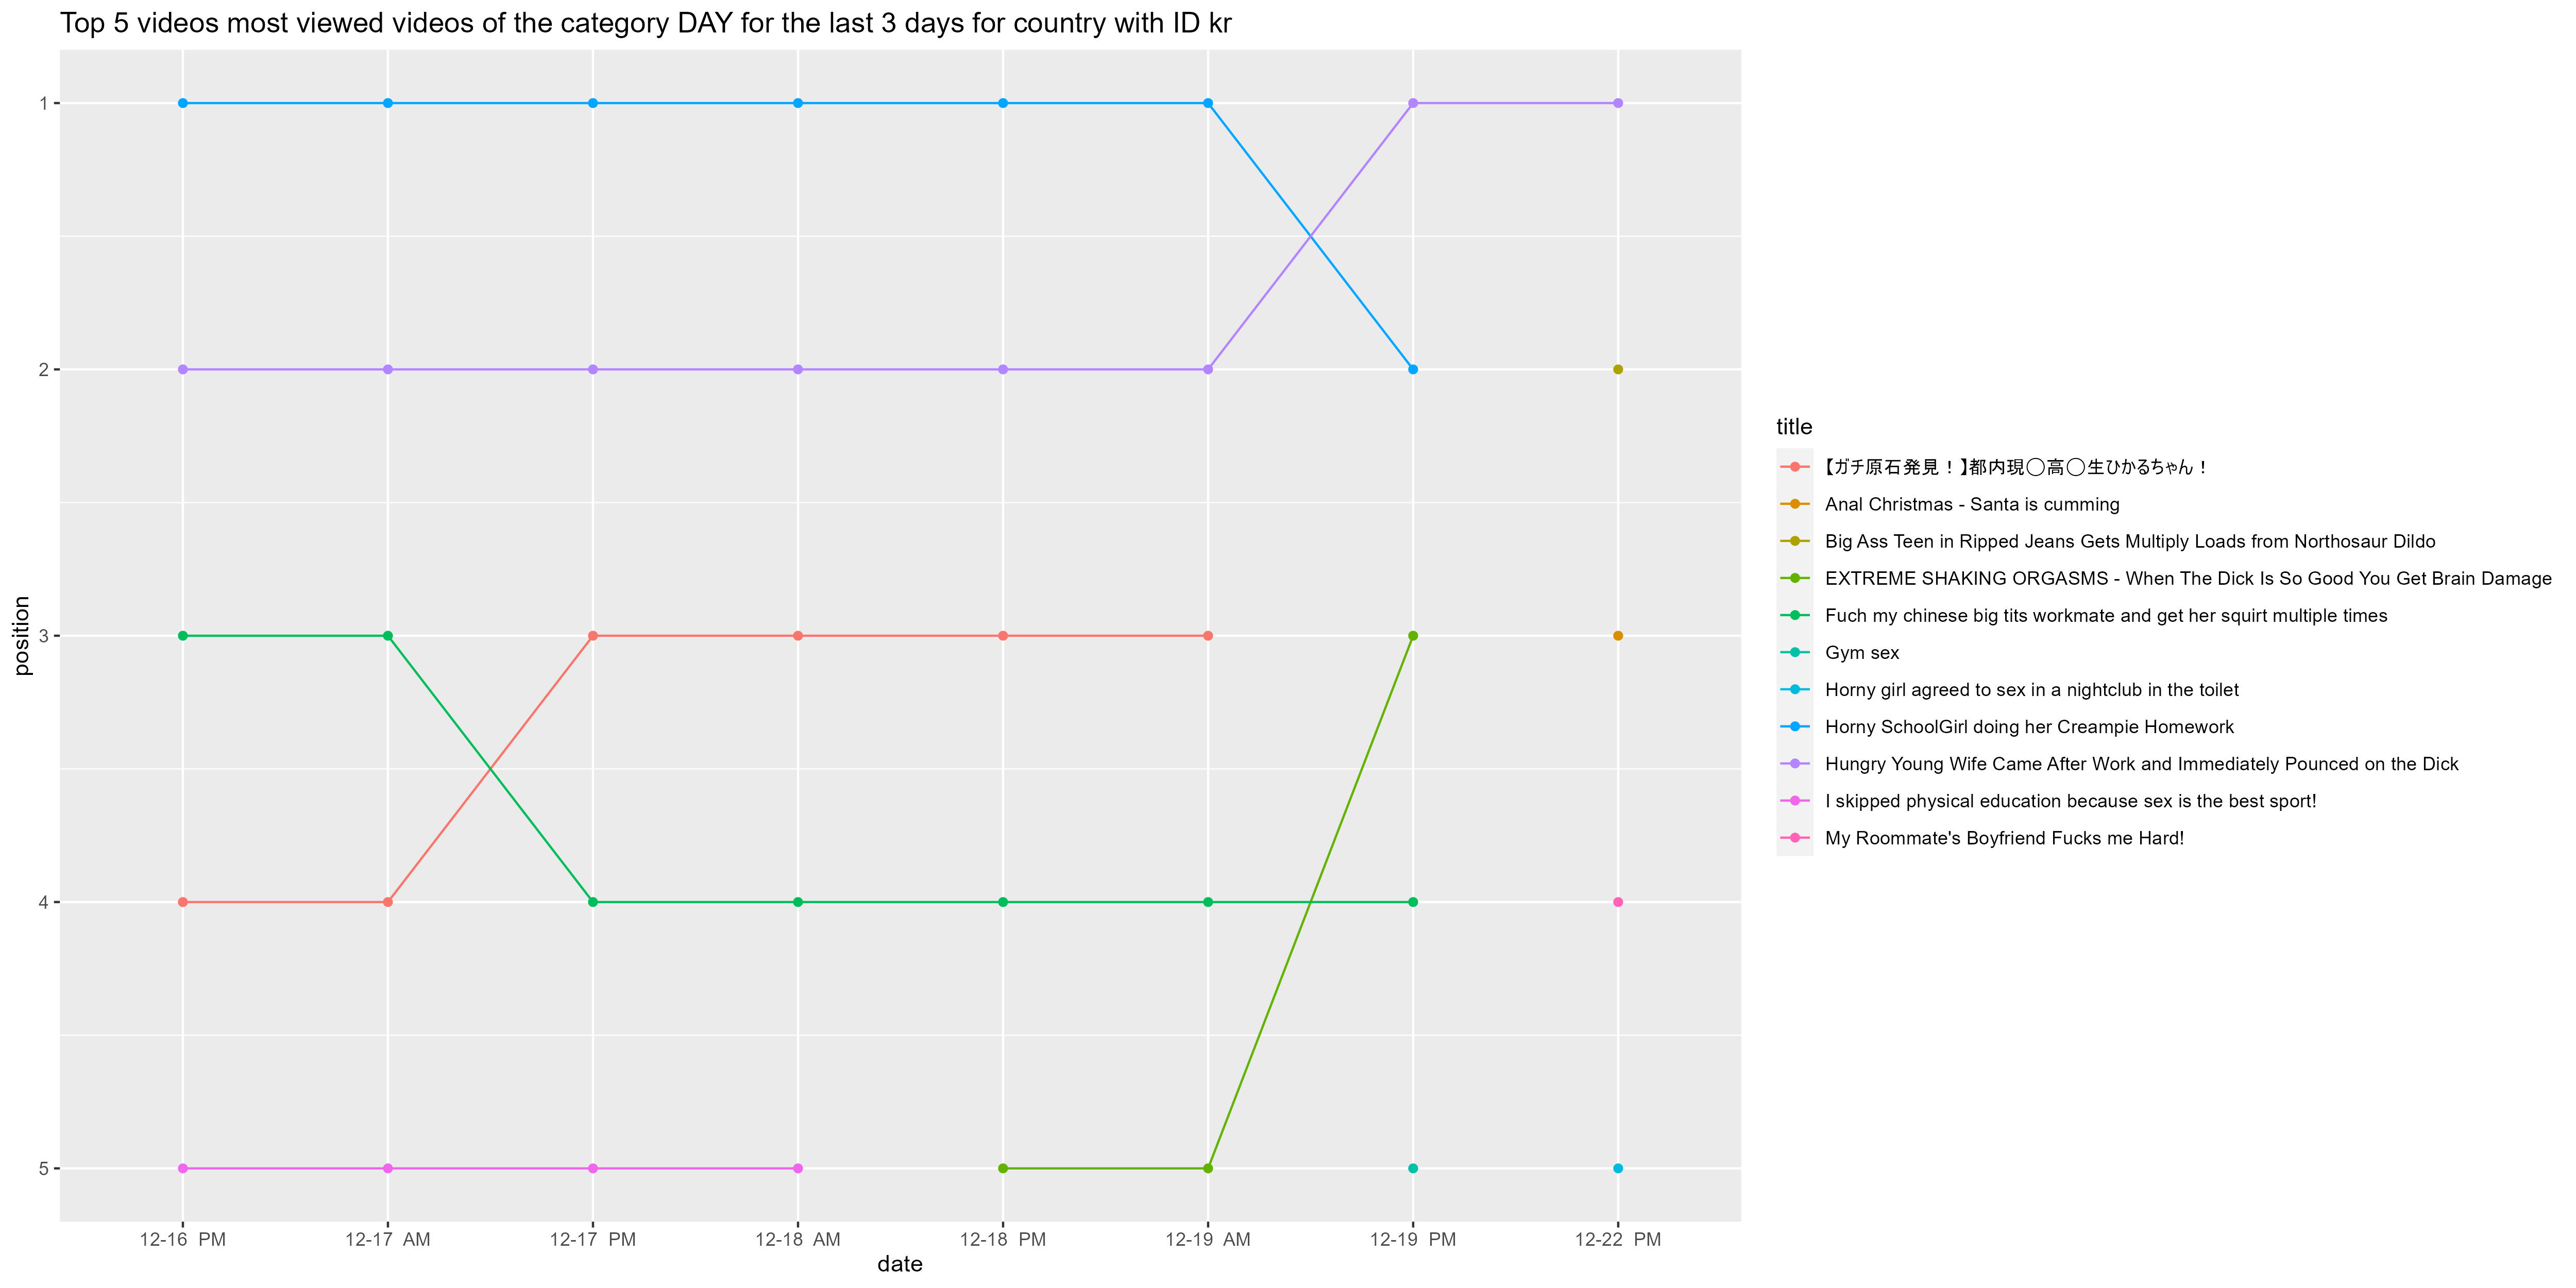 Top 5 videos most viewed videos of the category DAY for the last 3 days for country with ID kr
position
1
2
3
4
5
12-16 PM
12-17 AM
12-17 PM
12-18 AM
12-18 PM
12-19 AM
12-19 PM
12-22 PM
date
title
【ガチ原石発見！】都内現◯高◯生ひかるちゃん！
Anal Christmas - Santa is cumming
Big Ass Teen in Ripped Jeans Gets Multiply Loads from Northosaur Dildo
EXTREME SHAKING ORGASMS - When The Dick Is So Good You Get Brain Damage
Fuch my chinese big tits workmate and get her squirt multiple times
Gym sex
Horny girl agreed to sex in a nightclub in the toilet
Horny SchoolGirl doing her Creampie Homework
Hungry Young Wife Came After Work and Immediately Pounced on the Dick
I skipped physical education because sex is the best sport!
My Roommate's Boyfriend Fucks me Hard!